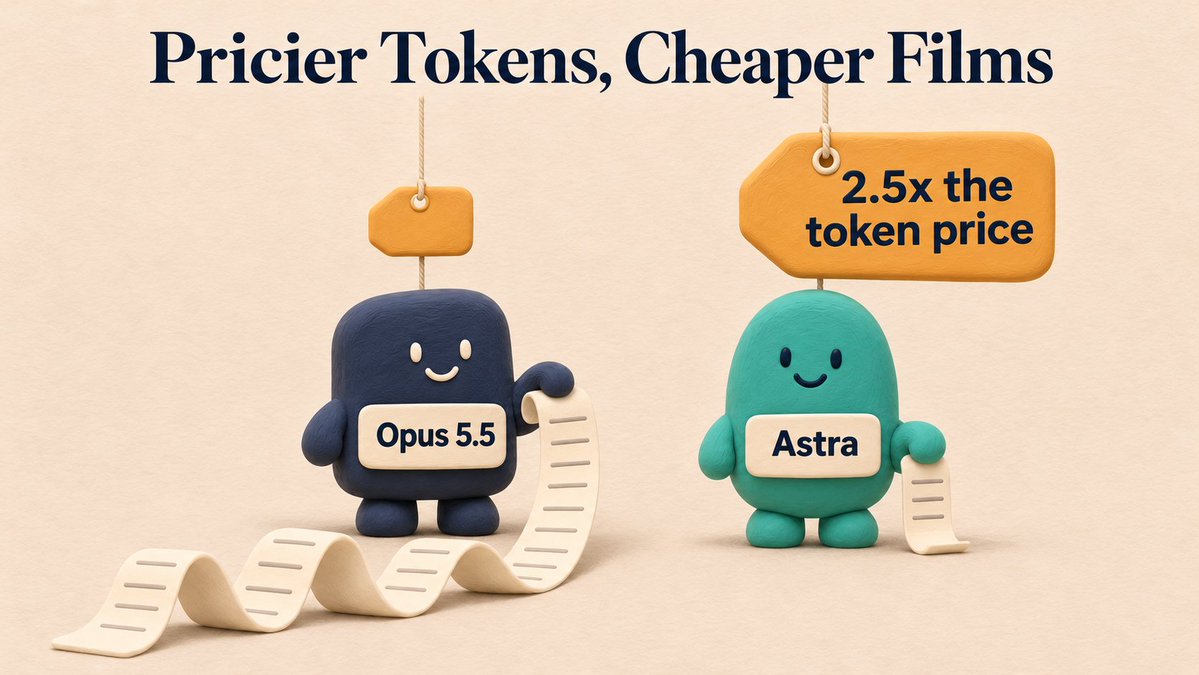 Pricier Tokens, Cheaper Films
2.5x the
token price
Opus 5.5
Astra